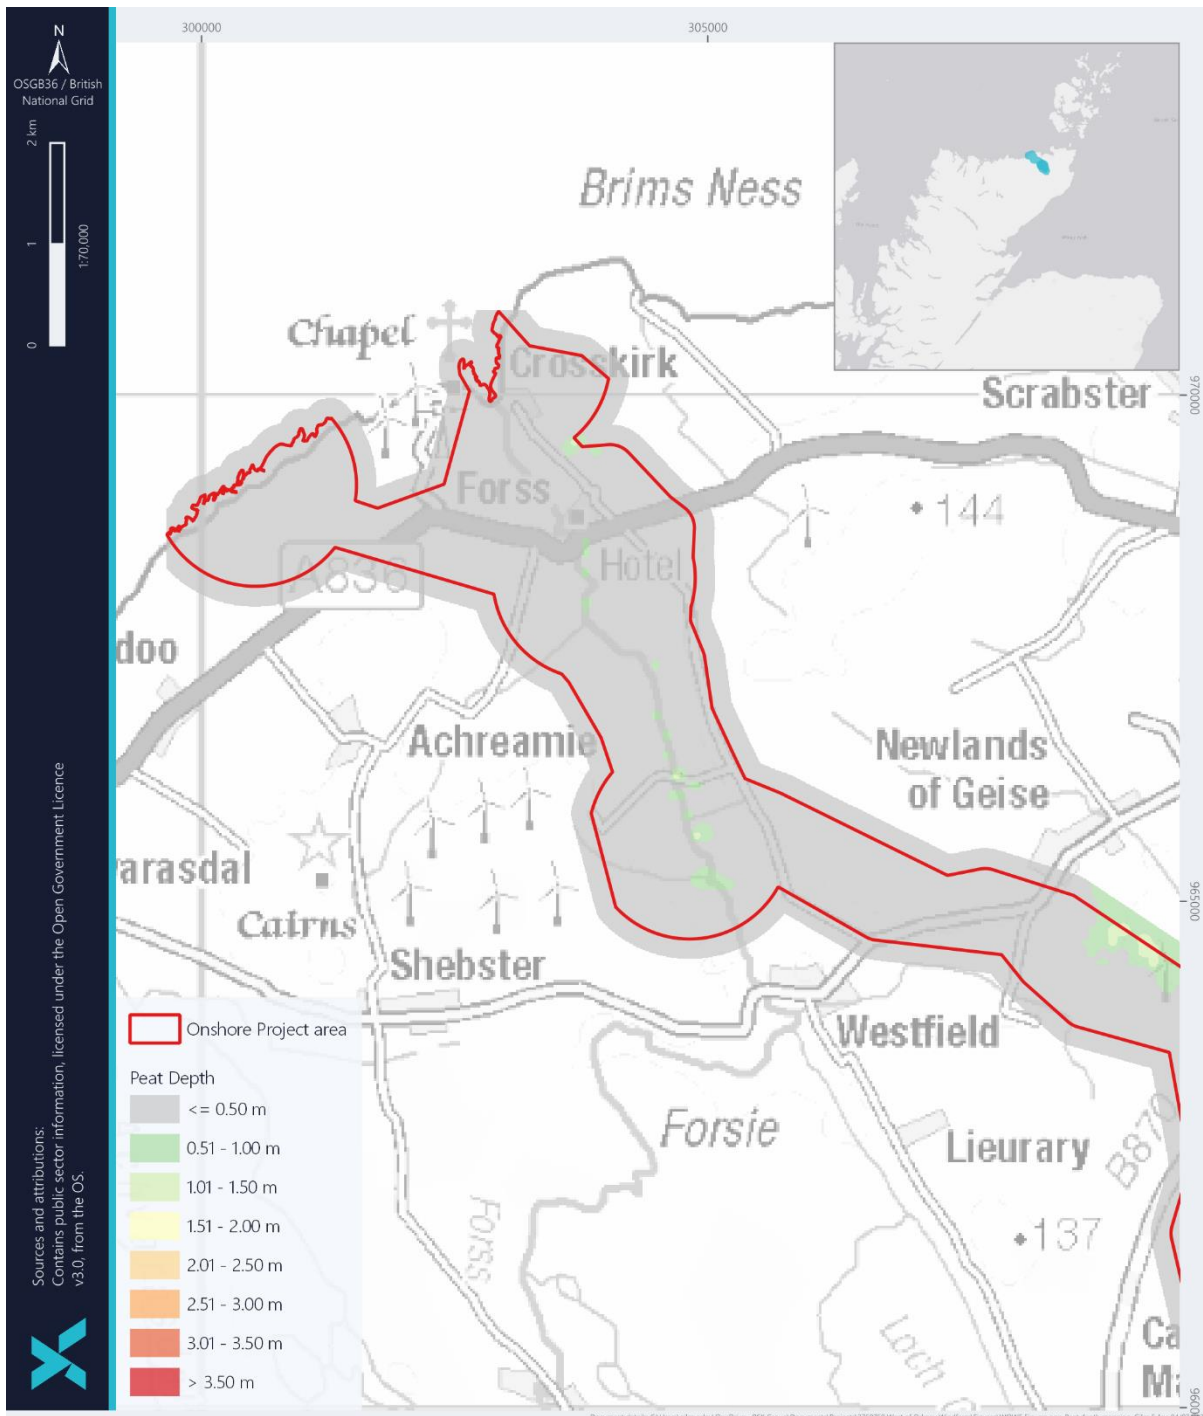 300000
305000
N
OSGB36 / British
National Grid
2 km
1
0
1:70,000
Brims Ness
Chapel
Crosskirk
Scrabster
970000
Forss
144
Hotel
A836
doo
Achreamie
Newlands
of Geise
arasdal
Cairns
965000
Shebster
Westfield
Forsie
Lieurary
B870
137
Forss
Loch
Ca
960000
Onshore Project area
Peat Depth
<= 0.50 m
0.51 - 1.00 m
1.01 - 1.50 m
1.51 - 2.00 m
2.01 - 2.50 m
2.51 - 3.00 m
3.01 - 3.50 m
> 3.50 m
Sources and attributions:
Contains public sector information, licensed under the Open Government Licence
v3.0, from the OS.